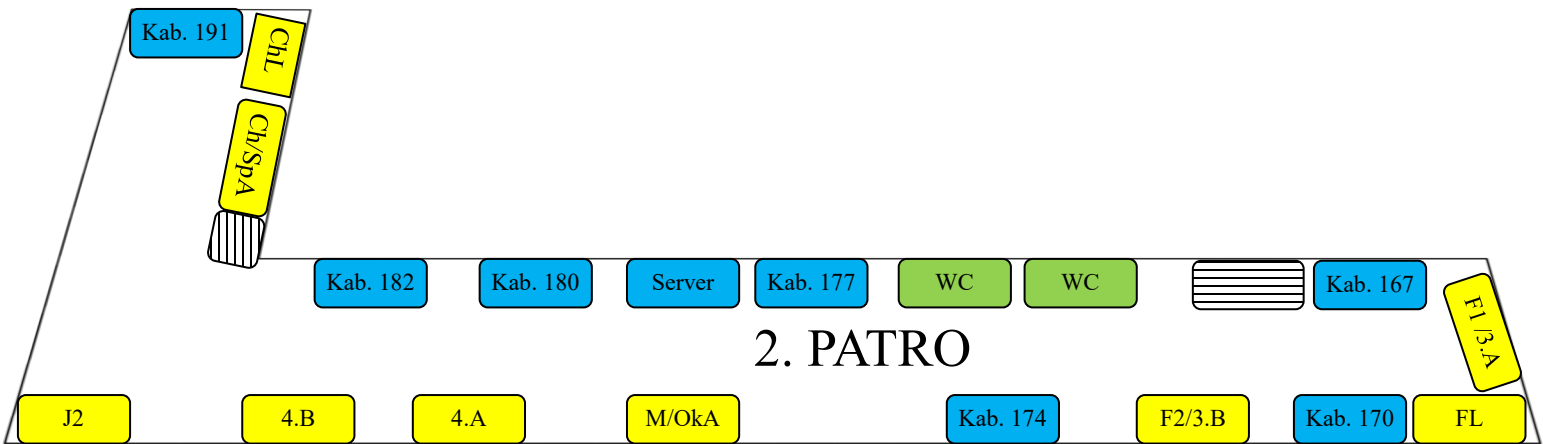 Kab. 191
ChL
Ch/SpA
Kab. 182
Kab. 180
Server
Kab. 177
WC
WC
Kab. 167
F1 /3.A
2. PATRO
J2
4.B
4.A
M/OkA
Kab. 174
F2/3.B
Kab. 170
FL